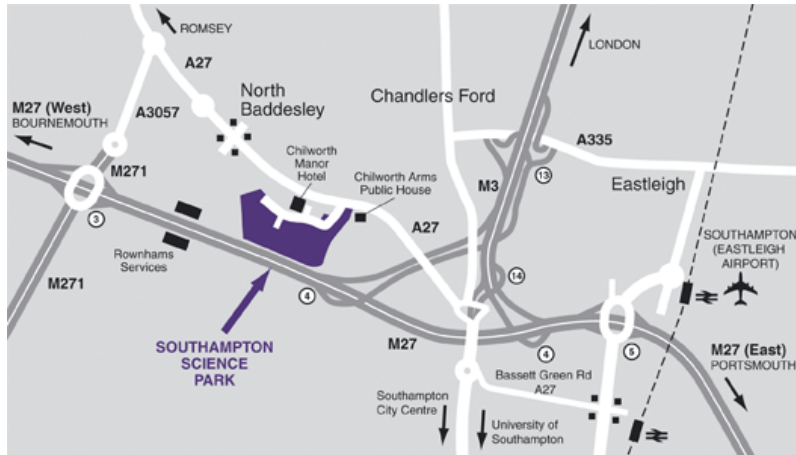 ROMSEY
A27
LONDON
North
Baddesley
Chandlers Ford
M27 (West)
BOURNEMOUTH
A3057
A335
Chilworth
Manor
Hotel
Chilworth Arms
Public House
M271
M3
13
Eastleigh
3
A27
Rownhams
Services
SOUTHAMPTON
(EASTLEIGH
AIRPORT)
M271
14
4
SOUTHAMPTON
SCIENCE
PARK
M27
4
5
M27 (East)
PORTSMOUTH
Bassett Green Rd
A27
Southampton
City Centre
University of
Southampton